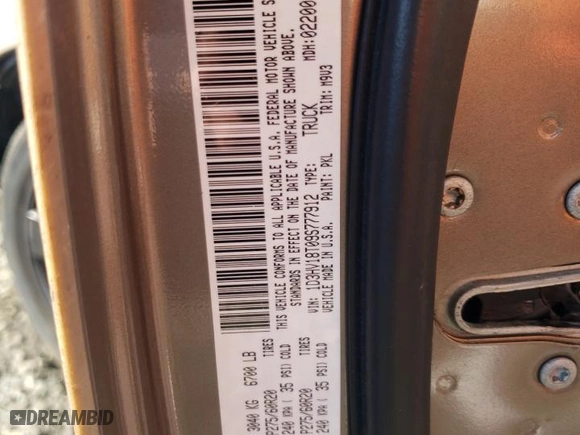 3040 KG 6700 LB
TIRES
P275/60R20
240 KPA ( 35 PSI) COLD
THIS VEHICLE CONFORMS TO ALL APPLICABLE U.S.A. FEDERAL MOTOR VEHICLE S
STANDARDS IN EFFECT ON THE DATE OF MANUFACTURE SHOWN ABOVE.
VIN: 1D3HV18T09S777912 TYPE: TRUCK MDH: 02200
VEHICLE MADE IN U.S.A. PAINT: PKL TRIM: M9V3
P275/60R20 TIRES
240 KPA ( 35 PSI) COLD
DREAMBID